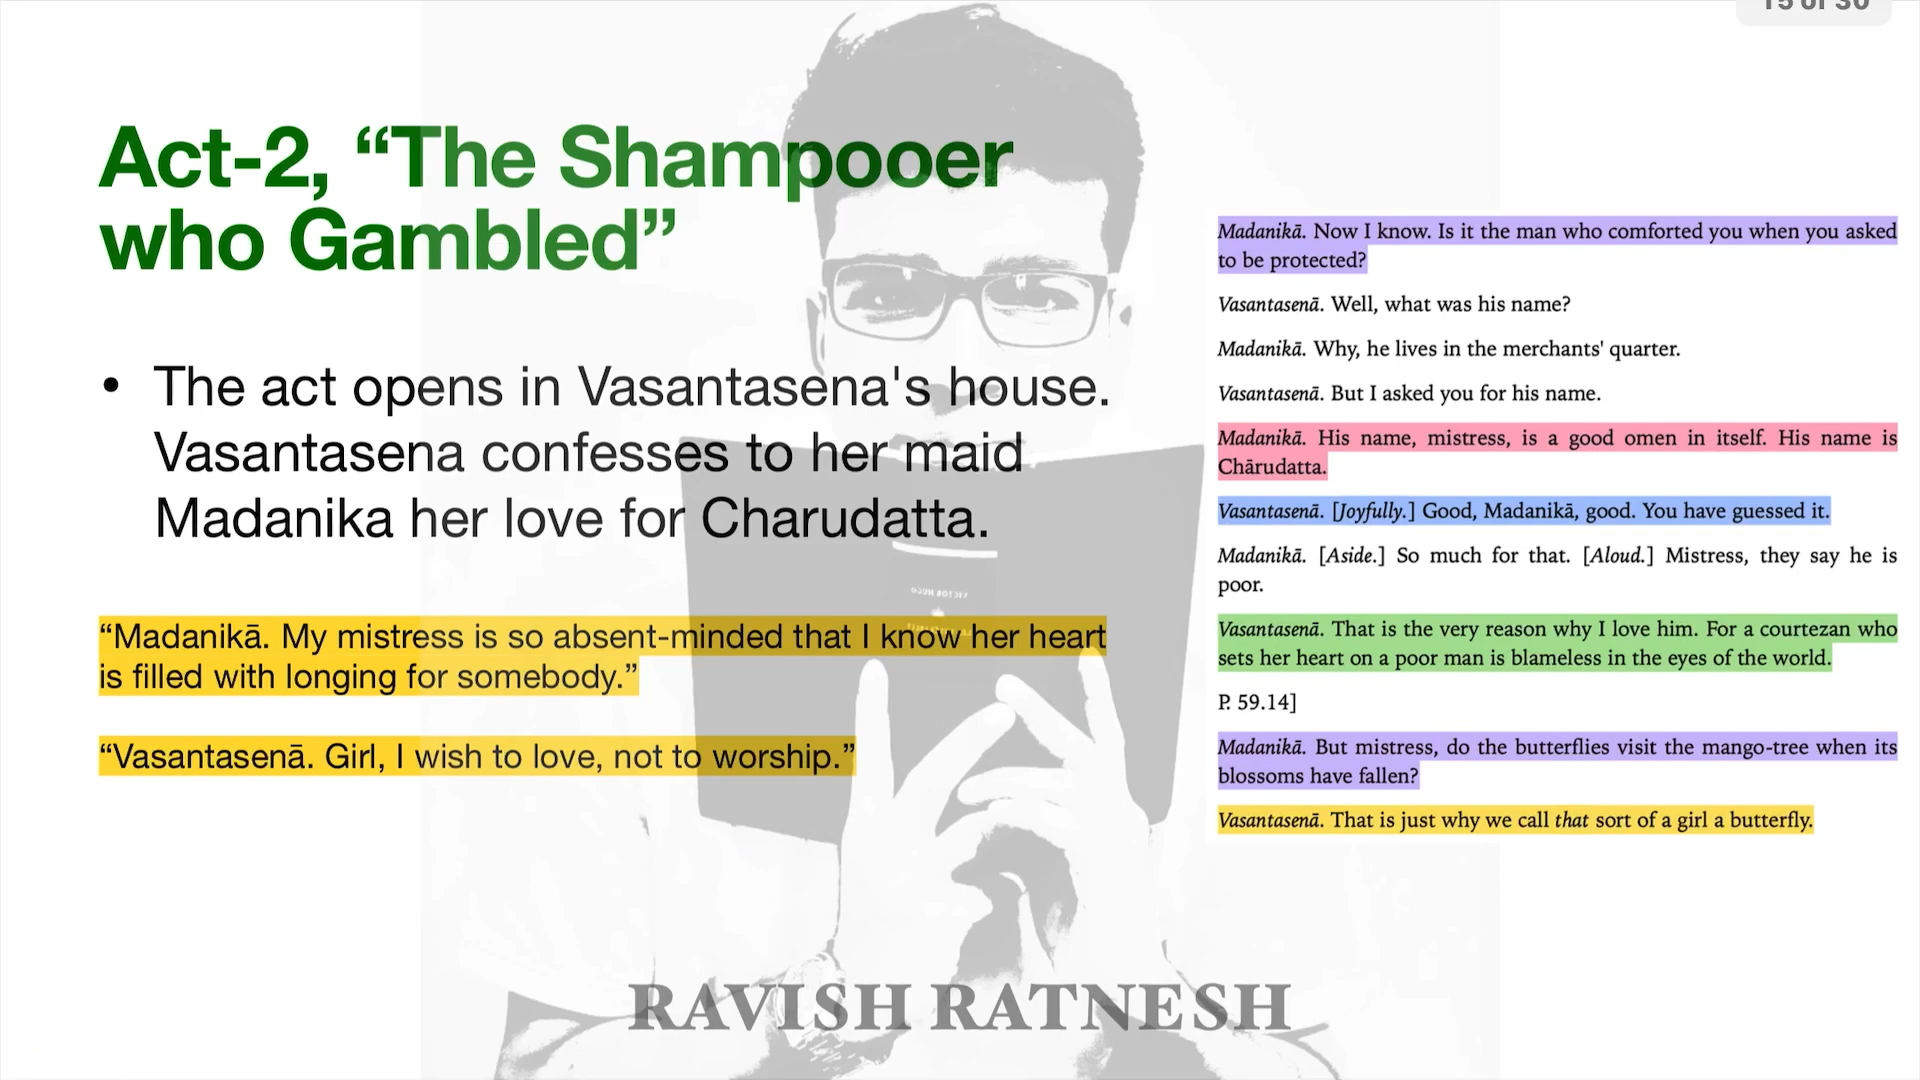 15 of 30
Act-2, “The Shampooer
who Gambled”
• The act opens in Vasantasena's house.
Vasantasena confesses to her maid
Madanika her love for Charudatta.
“Madanikā. My mistress is so absent-minded that I know her heart
is filled with longing for somebody.”
“Vasantasenā. Girl, I wish to love, not to worship.”
Madanikā. Now I know. Is it the man who comforted you when you asked
to be protected?
Vasantasenā. Well, what was his name?
Madanikā. Why, he lives in the merchants' quarter.
Vasantasenā. But I asked you for his name.
Madanikā. His name, mistress, is a good omen in itself. His name is
Chārudatta.
Vasantasenā. [Joyfully.] Good, Madanikā, good. You have guessed it.
Madanikā. [Aside.] So much for that. [Aloud.] Mistress, they say he is
poor.
Vasantasenā. That is the very reason why I love him. For a courtezan who
sets her heart on a poor man is blameless in the eyes of the world.
P. 59.14]
Madanikā. But mistress, do the butterflies visit the mango-tree when its
blossoms have fallen?
Vasantasenā. That is just why we call that sort of a girl a butterfly.
VICTOR HUGO
RAVISH RATNESH